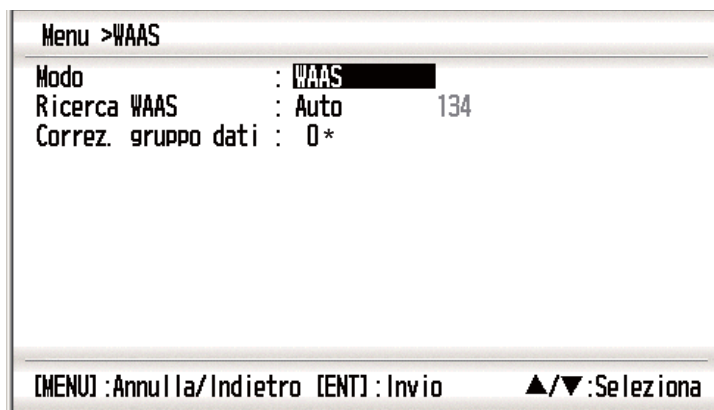 Menu >WAAS
Modo : WAAS
Ricerca WAAS : Auto 134
Correz. gruppo dati : 0*
[MENU]:Annulla/Indietro [ENT]:Invio ▲/▼:Seleziona